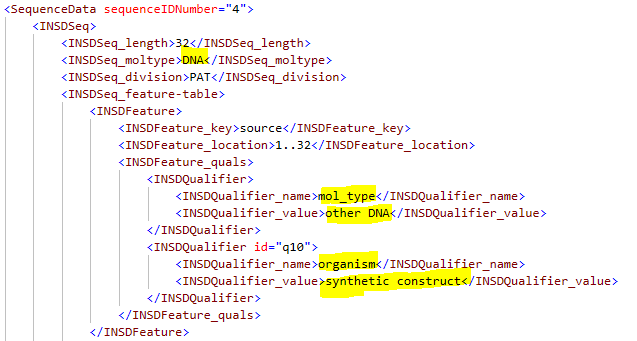 <SequenceData sequenceIDNumber="4">
<INSDSeq>
<INSDSeq_length>32</INSDSeq_length>
<INSDSeq_moltype>DNA</INSDSeq_moltype>
<INSDSeq_division>PAT</INSDSeq_division>
<INSDSeq_feature-table>
<INSDFeature>
<INSDFeature_key>source</INSDFeature_key>
<INSDFeature_location>1..32</INSDFeature_location>
<INSDFeature_quals>
<INSDQualifier>
<INSDQualifier_name>mol_type</INSDQualifier_name>
<INSDQualifier_value>other DNA</INSDQualifier_value>
</INSDQualifier>
<INSDQualifier id="q10">
<INSDQualifier_name>organism</INSDQualifier_name>
<INSDQualifier_value>synthetic construct</INSDQualifier_value>
</INSDQualifier>
</INSDFeature_quals>
</INSDFeature>